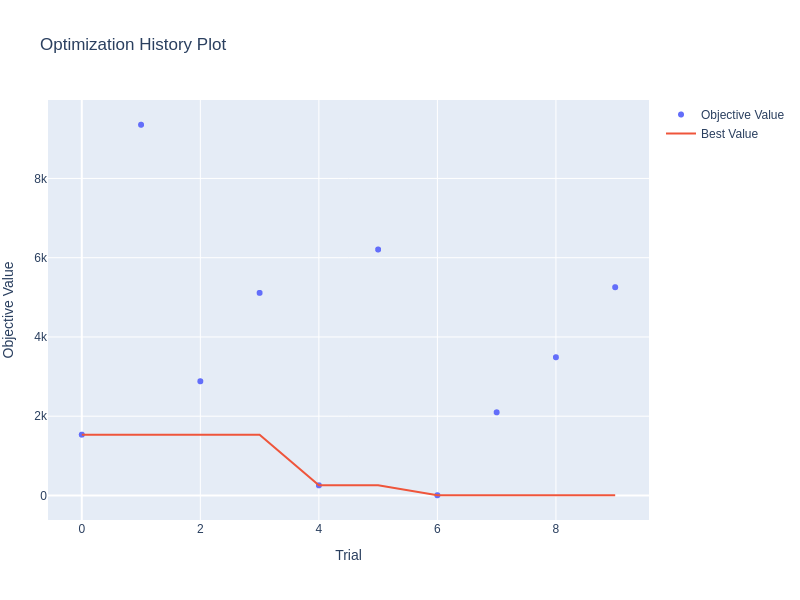 Optimization History Plot
Objective Value
Best Value
8k
6k
4k
2k
0
Objective Value
0 2 4 6 8
Trial